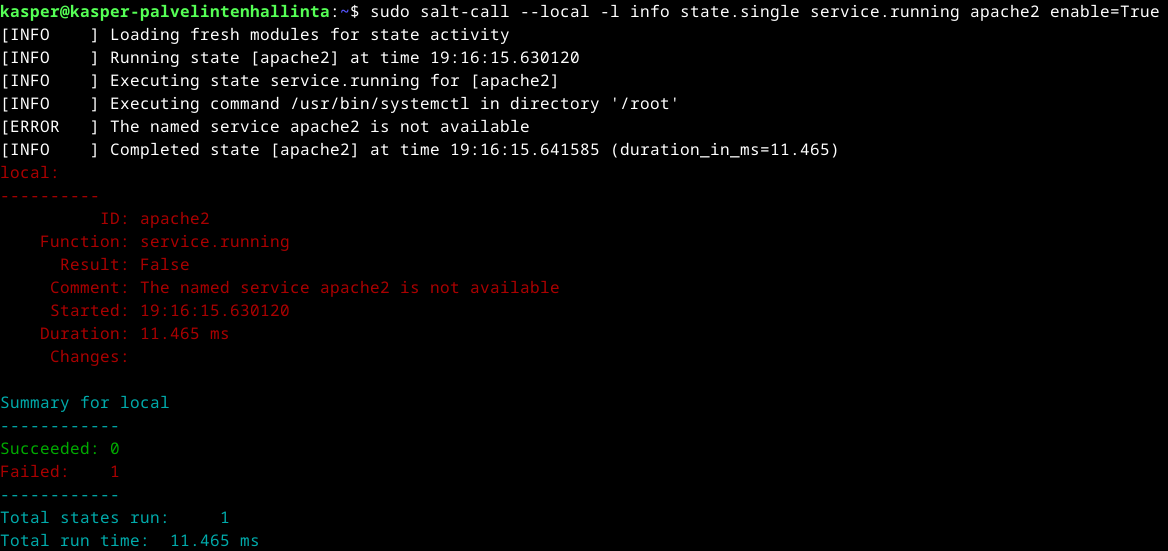 kasper@kasper-palvelintenhallinta:~$ sudo salt-call --local -l info state.single service.running apache2 enable=True
[INFO    ] Loading fresh modules for state activity
[INFO    ] Running state [apache2] at time 19:16:15.630120
[INFO    ] Executing state service.running for [apache2]
[INFO    ] Executing command /usr/bin/systemctl in directory '/root'
[ERROR   ] The named service apache2 is not available
[INFO    ] Completed state [apache2] at time 19:16:15.641585 (duration_in_ms=11.465)
local:
----------
          ID: apache2
    Function: service.running
      Result: False
     Comment: The named service apache2 is not available
     Started: 19:16:15.630120
    Duration: 11.465 ms
     Changes:

Summary for local
------------
Succeeded: 0
Failed:    1
------------
Total states run:     1
Total run time:  11.465 ms